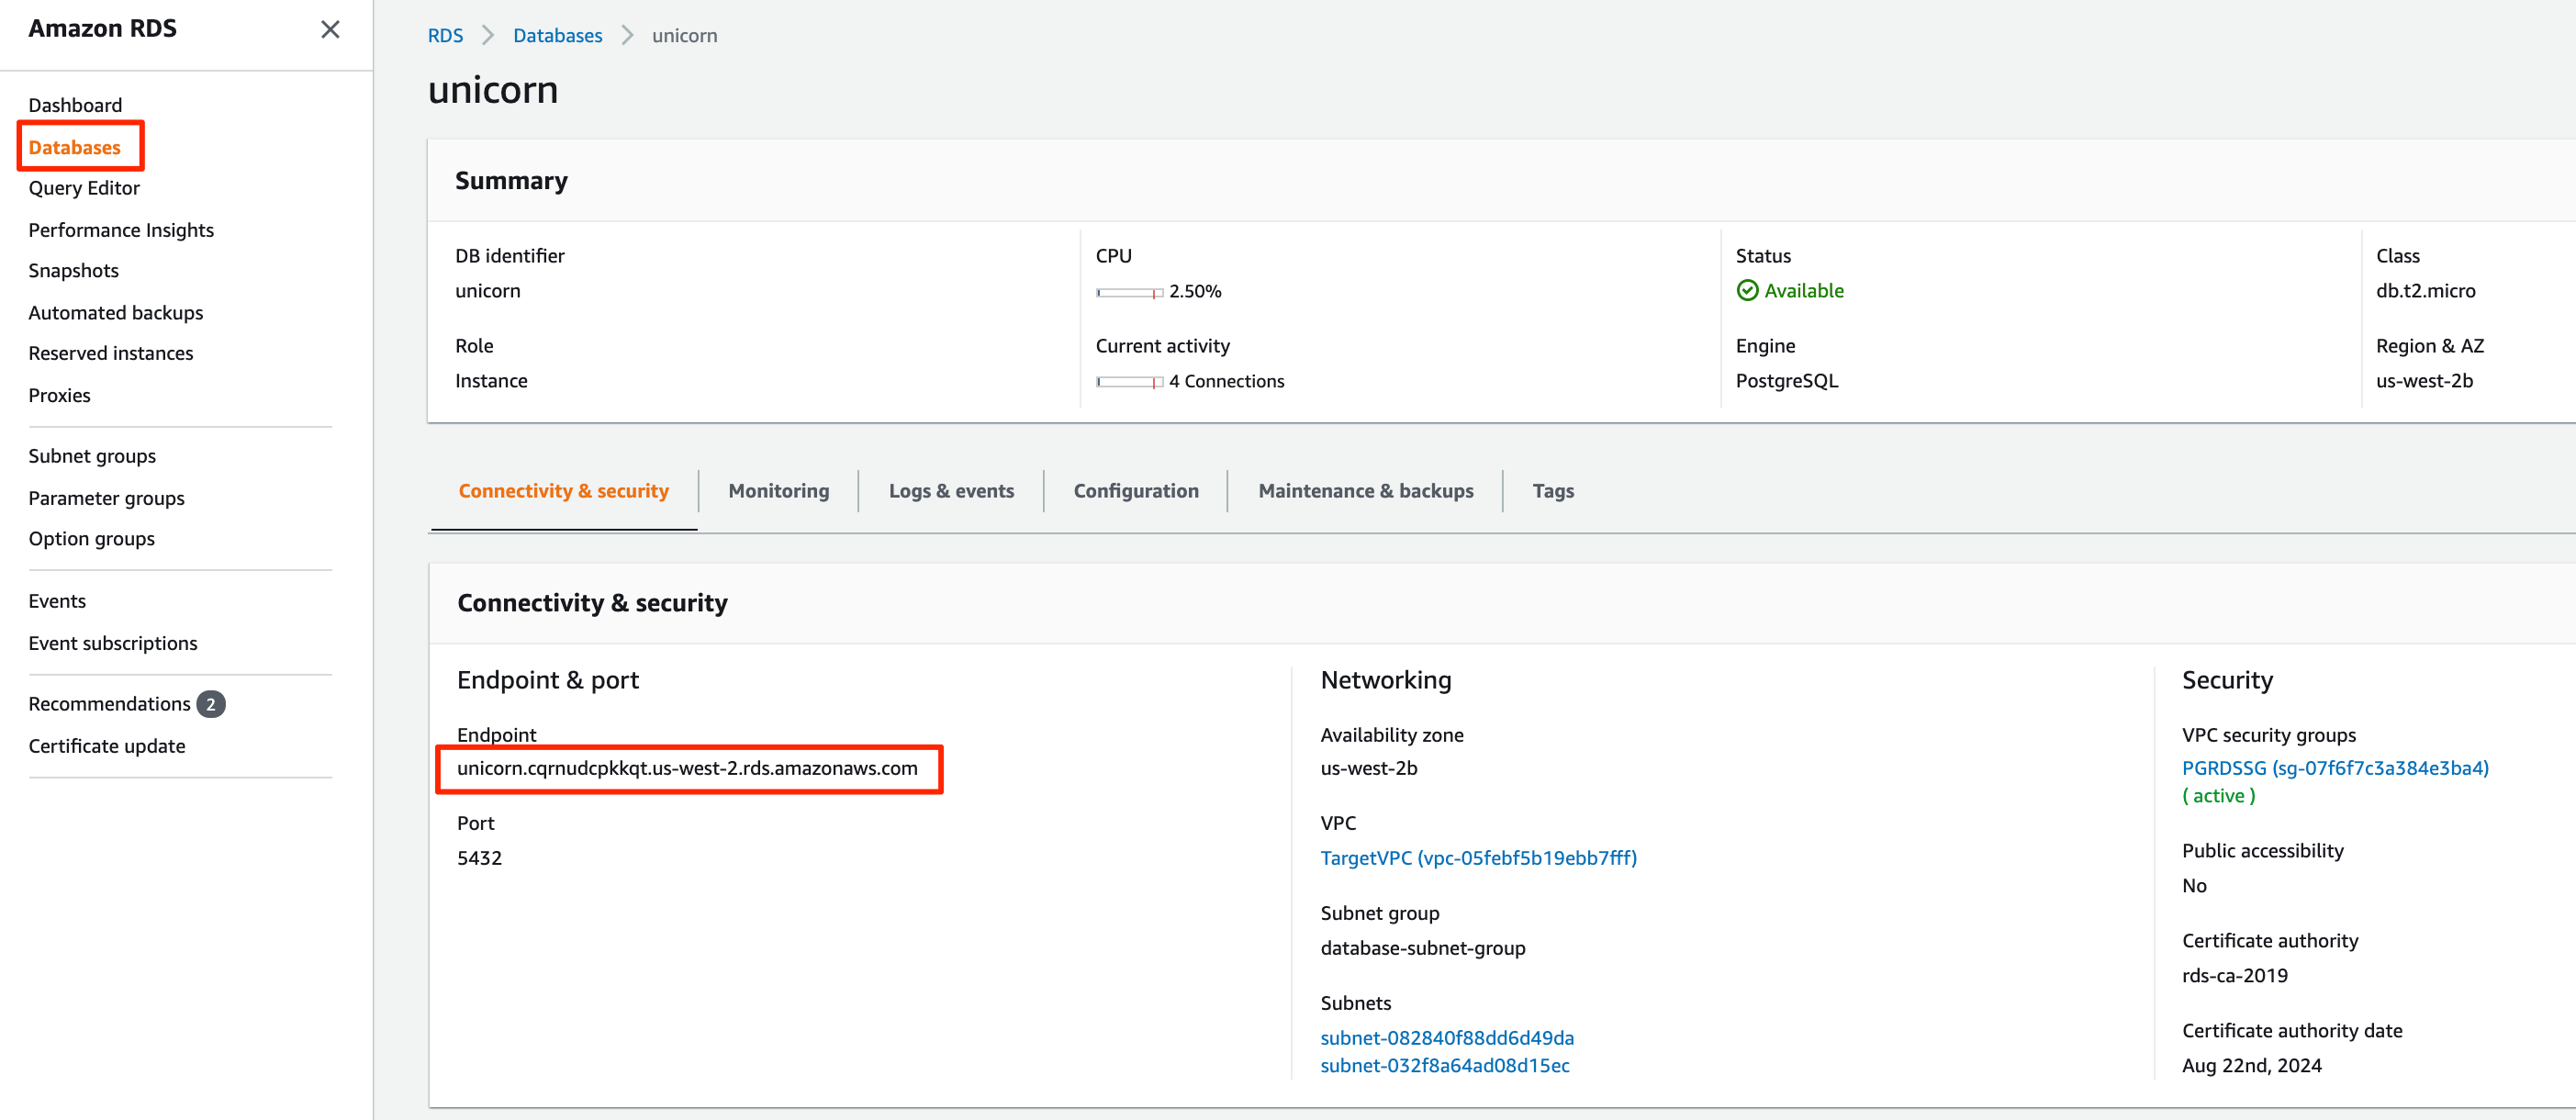 Amazon RDS
Dashboard
Databases
Query Editor
Performance Insights
Snapshots
Automated backups
Reserved instances
Proxies
Subnet groups
Parameter groups
Option groups
Events
Event subscriptions
Recommendations 2
Certificate update
RDS > Databases > unicorn
unicorn
Summary
DB identifier
unicorn
Role
Instance
CPU
2.50%
Current activity
4 Connections
Status
Available
Engine
PostgreSQL
Class
db.t2.micro
Region & AZ
us-west-2b
Connectivity & security
Monitoring
Logs & events
Configuration
Maintenance & backups
Tags
Connectivity & security
Endpoint & port
Endpoint
unicorn.cqrnudcpkkqt.us-west-2.rds.amazonaws.com
Port
5432
Networking
Availability zone
us-west-2b
VPC
TargetVPC (vpc-05febf5b19ebb7fff)
Subnet group
database-subnet-group
Subnets
subnet-082840f88dd6d49da
subnet-032f8a64ad08d15ec
Security
VPC security groups
PGRDSSG (sg-07f6f7c3a384e3ba4)
( active )
Public accessibility
No
Certificate authority
rds-ca-2019
Certificate authority date
Aug 22nd, 2024